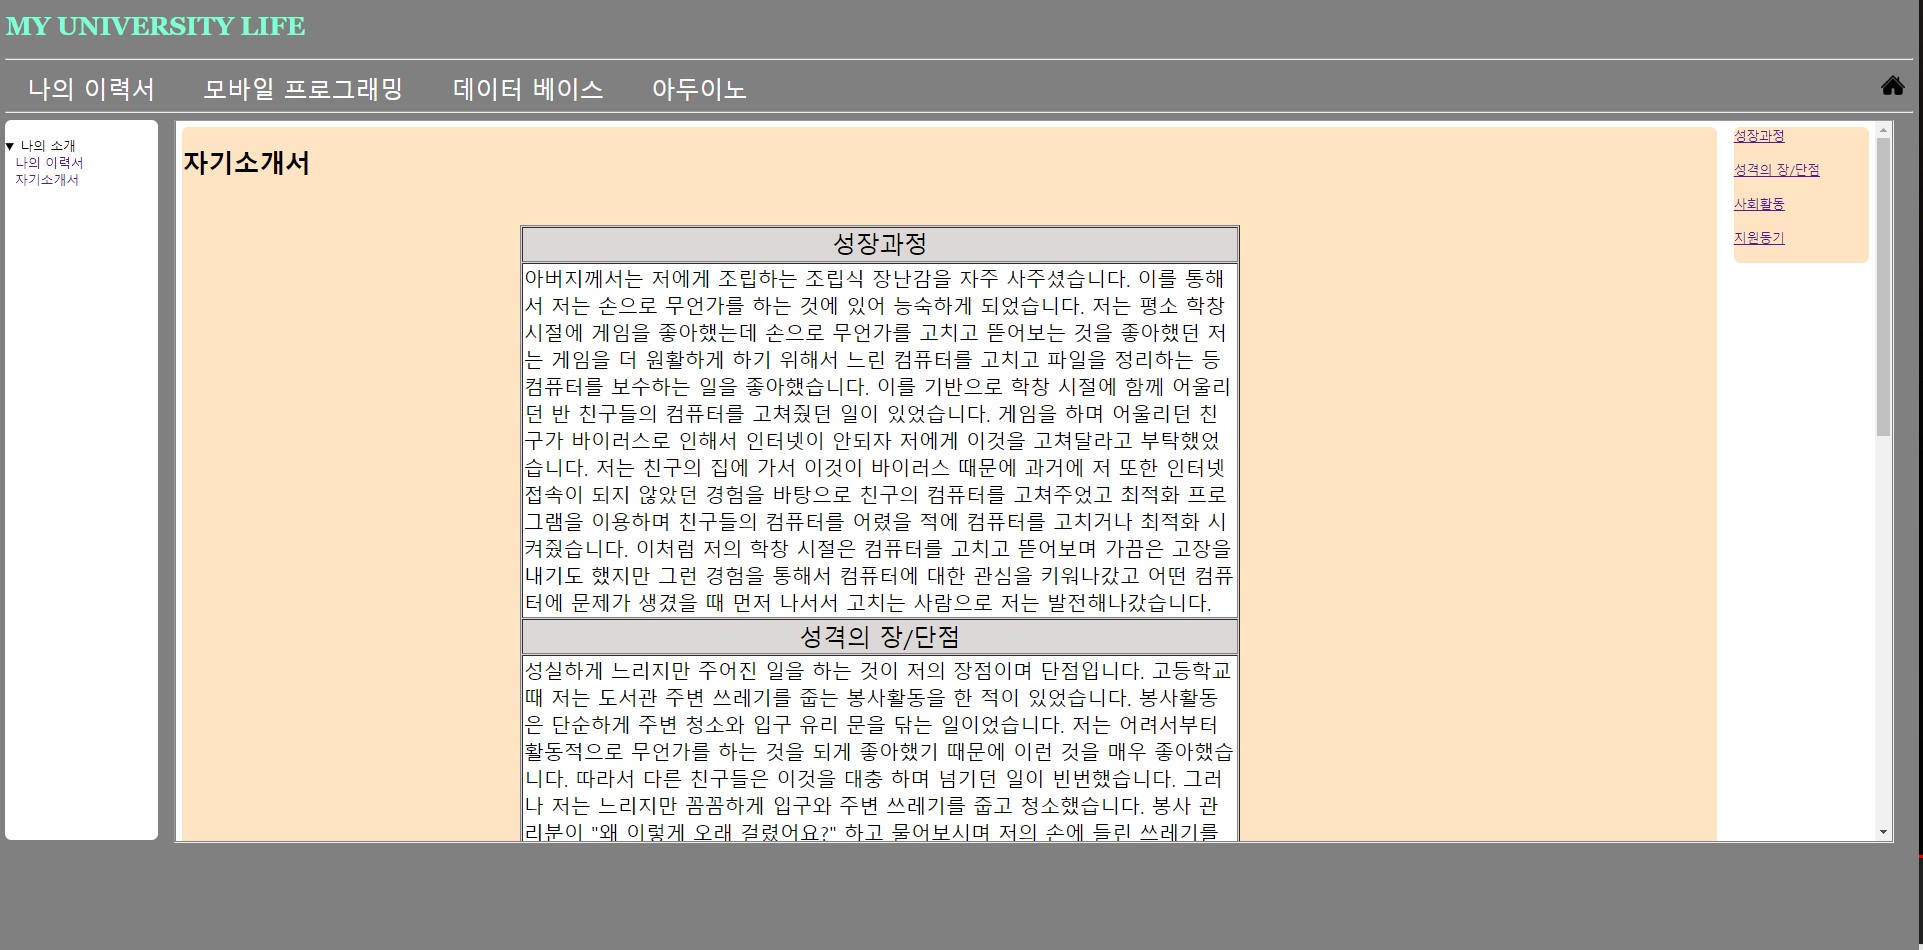 MY UNIVERSITY LIFE
나의 이력서 모바일 프로그래밍 데이터 베이스 아두이노
▼ 나의 소개
나의 이력서
자기소개서
자기소개서
성장과정
아버지께서는 저에게 조립하는 조립식 장난감을 자주 사주셨습니다. 이를 통해
서 저는 손으로 무언가를 하는 것에 있어 능숙하게 되었습니다. 저는 평소 학창
시절에 게임을 좋아했는데 손으로 무언가를 고치고 뜯어보는 것을 좋아했던 저
는 게임을 더 원활하게 하기 위해서 느린 컴퓨터를 고치고 파일을 정리하는 등
컴퓨터를 보수하는 일을 좋아했습니다. 이를 기반으로 학창 시절에 함께 어울리
던 반 친구들의 컴퓨터를 고쳐줬던 일이 있었습니다. 게임을 하며 어울리던 친
구가 바이러스로 인해서 인터넷이 안되자 저에게 이것을 고쳐달라고 부탁했었
습니다. 저는 친구의 집에 가서 이것이 바이러스 때문에 과거에 저 또한 인터넷
접속이 되지 않았던 경험을 바탕으로 친구의 컴퓨터를 고쳐주었고 최적화 프로
그램을 이용하며 친구들의 컴퓨터를 어렸을 적에 컴퓨터를 고치거나 최적화 시
켜줬습니다. 이처럼 저의 학창 시절은 컴퓨터를 고치고 뜯어보며 가끔은 고장을
내기도 했지만 그런 경험을 통해서 컴퓨터에 대한 관심을 키워나갔고 어떤 컴퓨
터에 문제가 생겼을 때 먼저 나서서 고치는 사람으로 저는 발전해나갔습니다.
성격의 장/단점
성실하게 느리지만 주어진 일을 하는 것이 저의 장점이며 단점입니다. 고등학교
때 저는 도서관 주변 쓰레기를 줍는 봉사활동을 한 적이 있었습니다. 봉사활동
은 단순하게 주변 청소와 입구 유리 문을 닦는 일이었습니다. 저는 어려서부터
활동적으로 무언가를 하는 것을 되게 좋아했기 때문에 이런 것을 매우 좋아했습
니다. 따라서 다른 친구들은 이것을 대충 하며 넘기던 일이 빈번했습니다. 그러
나 저는 느리지만 꼼꼼하게 입구와 주변 쓰레기를 줍고 청소했습니다. 봉사 관
리분이 "왜 이렇게 오래 걸렸어요?" 하고 물어보시며 저의 손에 들린 쓰레기를
성장과정
성격의 장/단점
사회활동
지원동기